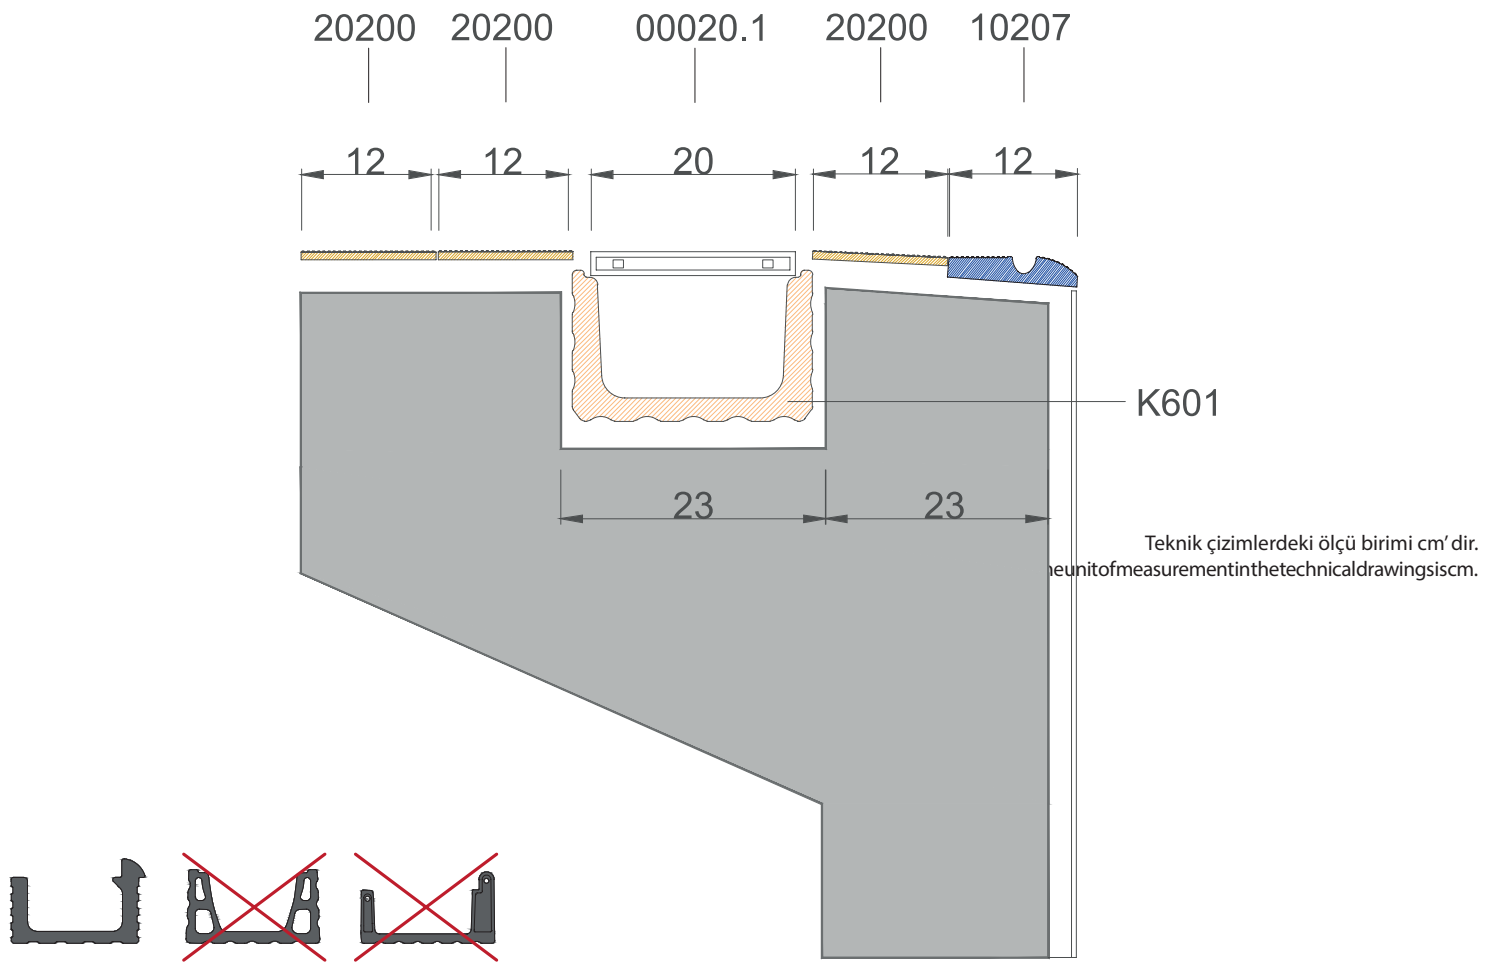 20200 20200 00020.1 20200 10207
12 12 20 12 12
K601
23 23
Teknik çizimlerdeki ölçü birimi cm' dir.
heunitofmeasurementinthetechnicaldrawingsiscm.